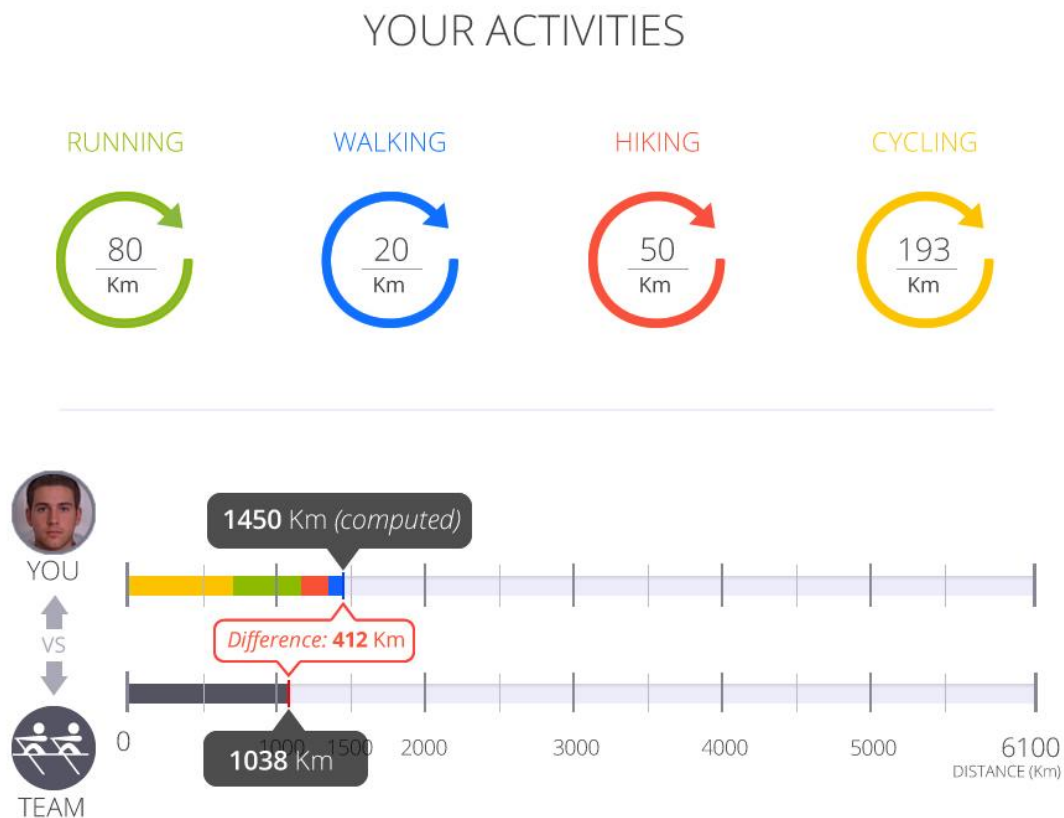 YOUR ACTIVITIES
RUNNING
WALKING
HIKING
CYCLING
80
Km
20
Km
50
Km
193
Km
YOU
VS
TEAM
1450 Km (computed)
Difference: 412 Km
1038 Km
0 1000 1500 2000 3000 4000 5000 6100
DISTANCE (Km)